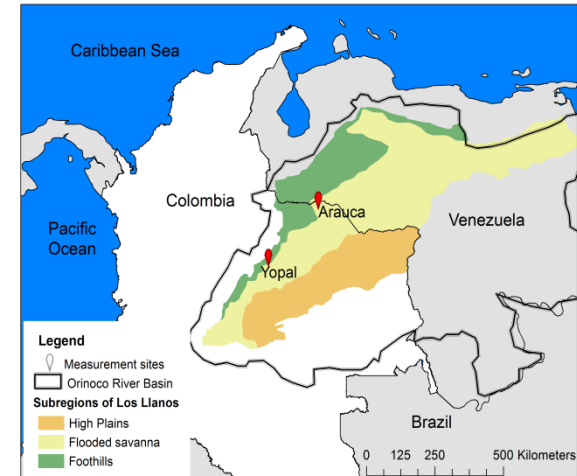 Caribbean Sea
Colombia
Arauca
Venezuela
Pacific
Ocean
Yopal
Legend
Measurement sites
Orinoco River Basin
Subregions of Los Llanos
High Plains
Flooded savanna
Foothills
Brazil
0 125 250 500 Kilometers